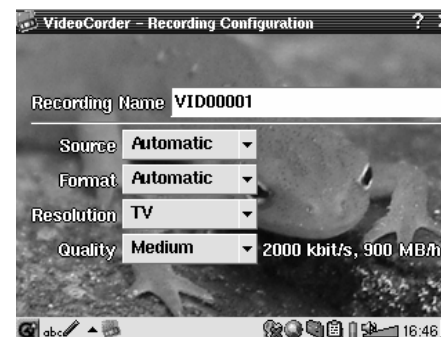 VideoCorder – Recording Configuration ?
Recording Name VID00001
Source Automatic
Format Automatic
Resolution TV
Quality Medium 2000 kbit/s, 900 MB/h
abc 16:46